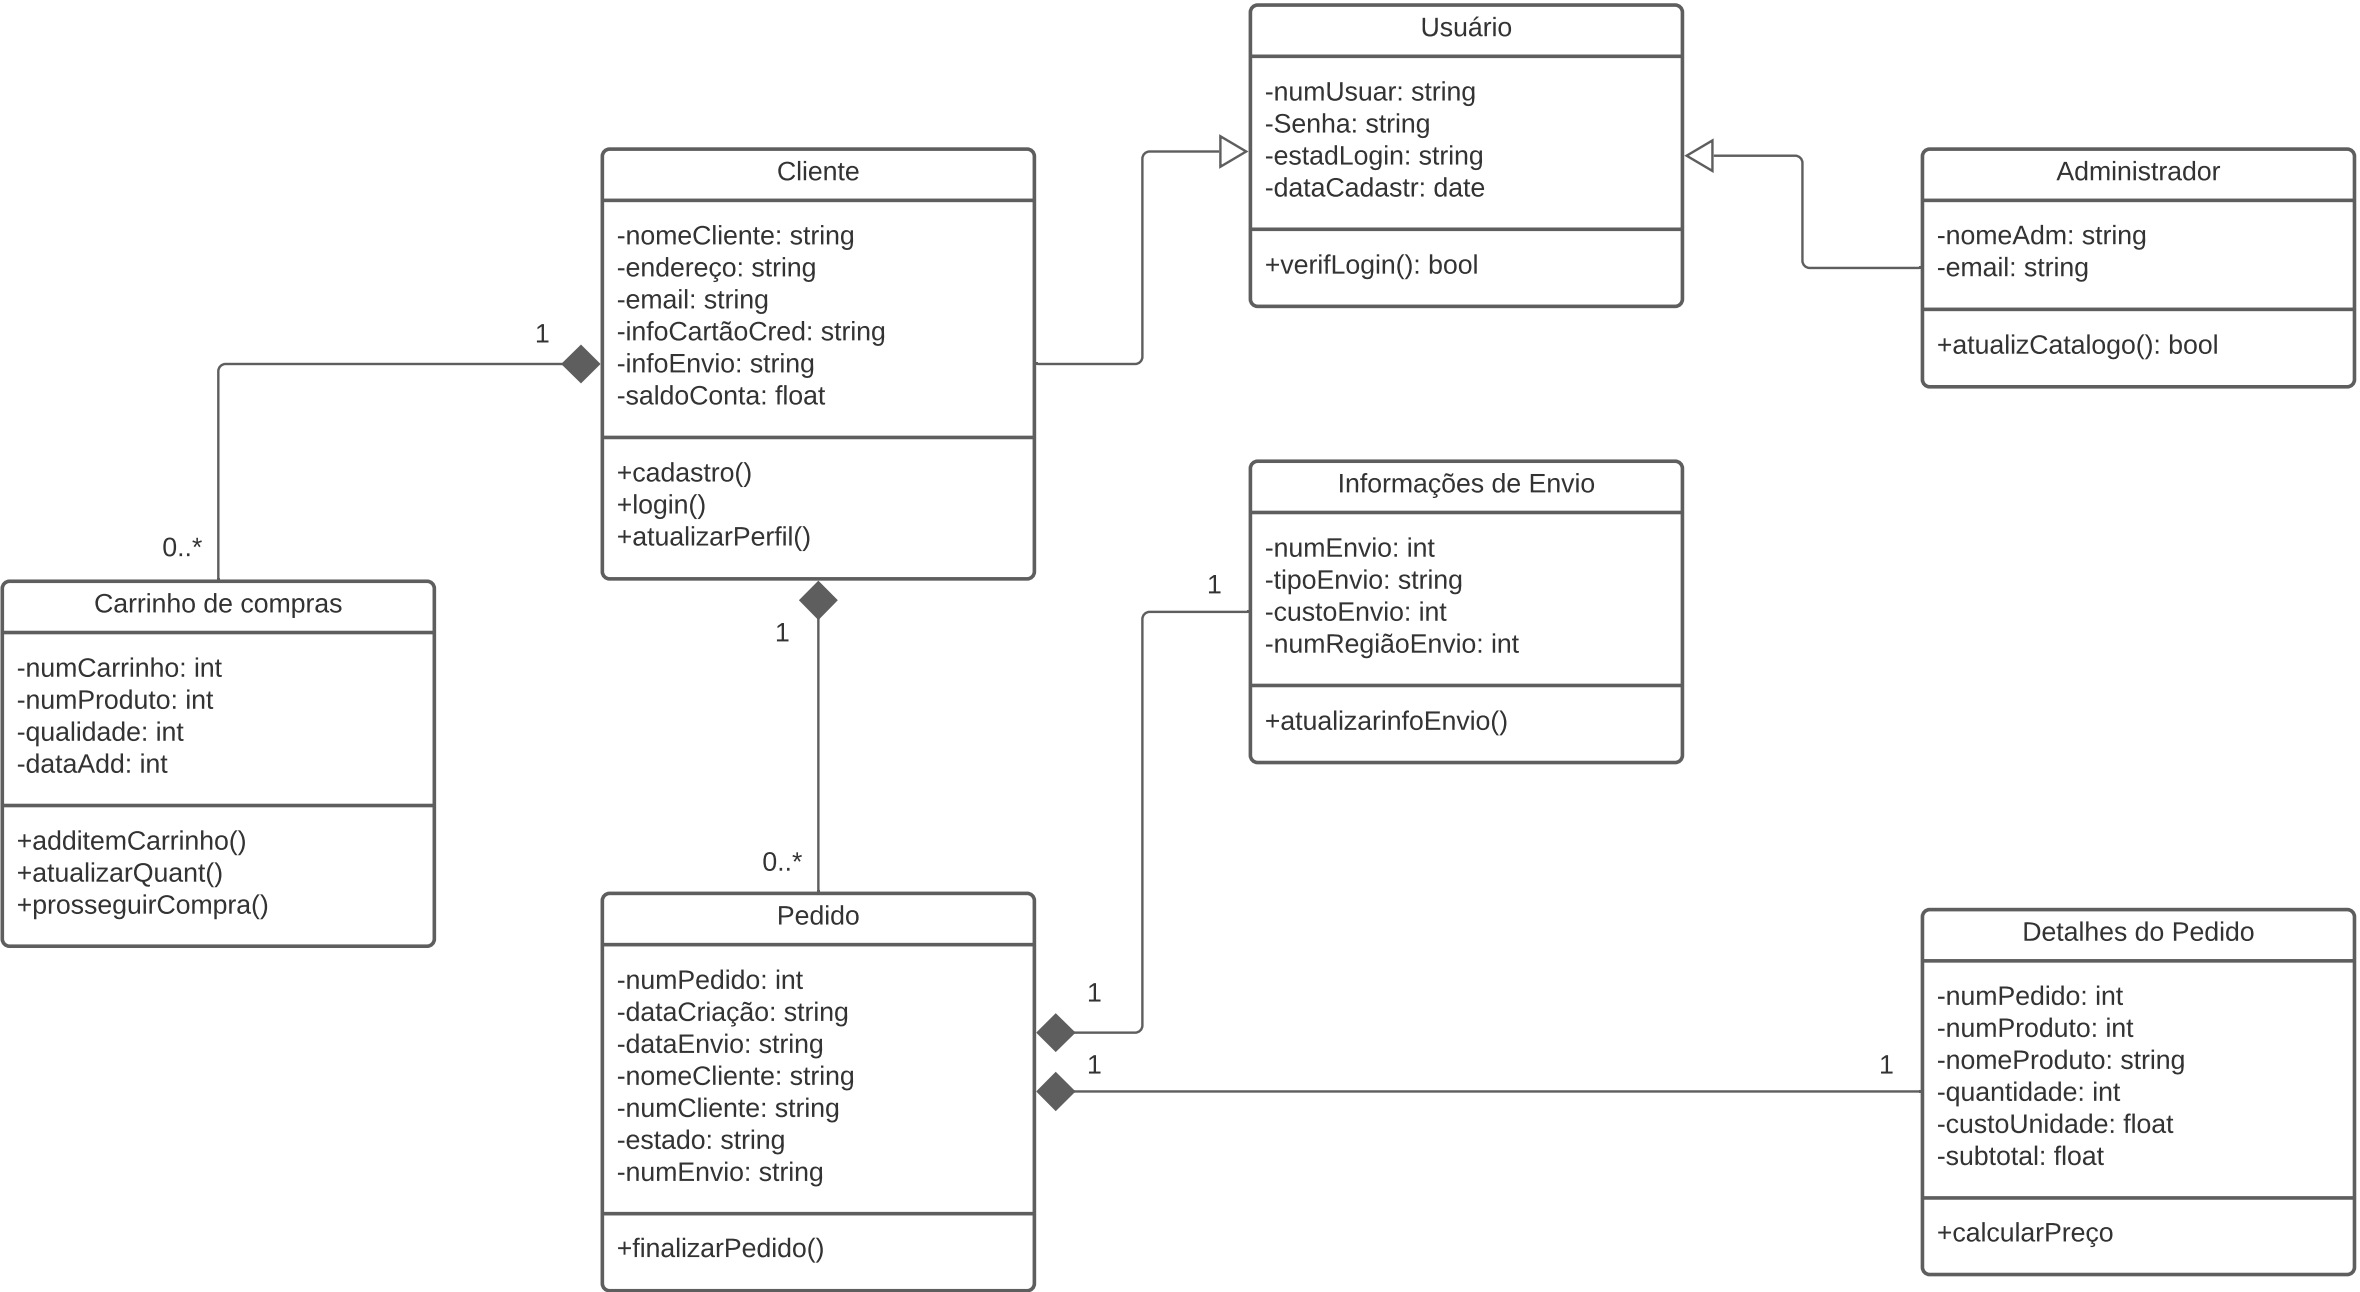 Usuário
-numUsuar: string
-Senha: string
-estadLogin: string
-dataCadastr: date
+verifLogin(): bool
Cliente
-nomeCliente: string
-endereço: string
-email: string
-infoCartãoCred: string
-infoEnvio: string
-saldoConta: float
+cadastro()
+login()
+atualizarPerfil()
Administrador
-nomeAdm: string
-email: string
+atualizCatalogo(): bool
1
0..*
Carrinho de compras
-numCarrinho: int
-numProduto: int
-qualidade: int
-dataAdd: int
+additemCarrinho()
+atualizarQuant()
+prosseguirCompra()
1
0..*
Informações de Envio
-numEnvio: int
-tipoEnvio: string
-custoEnvio: int
-numRegiãoEnvio: int
+atualizarinfoEnvio()
1
1
Pedido
-numPedido: int
-dataCriação: string
-dataEnvio: string
-nomeCliente: string
-numCliente: string
-estado: string
-numEnvio: string
+finalizarPedido()
1
1
Detalhes do Pedido
-numPedido: int
-numProduto: int
-nomeProduto: string
-quantidade: int
-custoUnidade: float
-subtotal: float
+calcularPreço